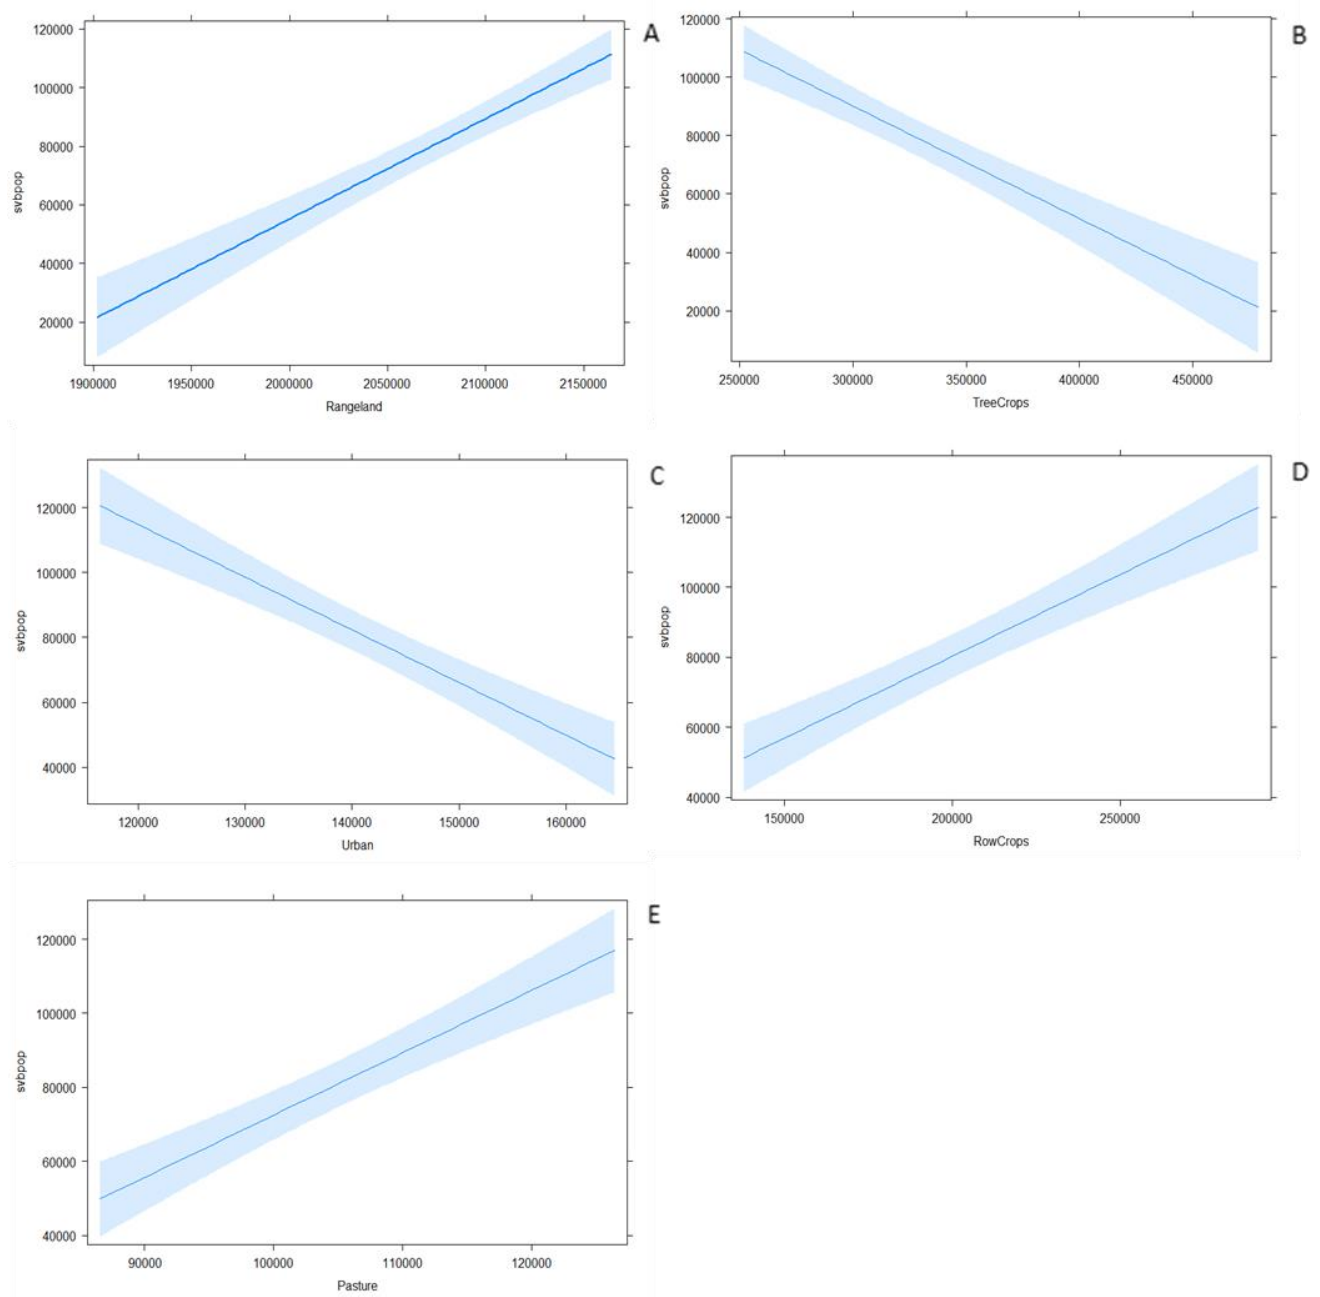 A
120000
100000
80000
60000
40000
20000
svbpop
1900000 1950000 2000000 2050000 2100000 2150000
Rangeland
B
120000
100000
80000
60000
40000
20000
svbpop
250000 300000 350000 400000 450000
TreeCrops
C
120000
100000
80000
60000
40000
svbpop
120000 130000 140000 150000 160000
Urban
D
120000
100000
80000
60000
40000
svbpop
150000 200000 250000
RowCrops
E
120000
100000
80000
60000
40000
svbpop
90000 100000 110000 120000
Pasture